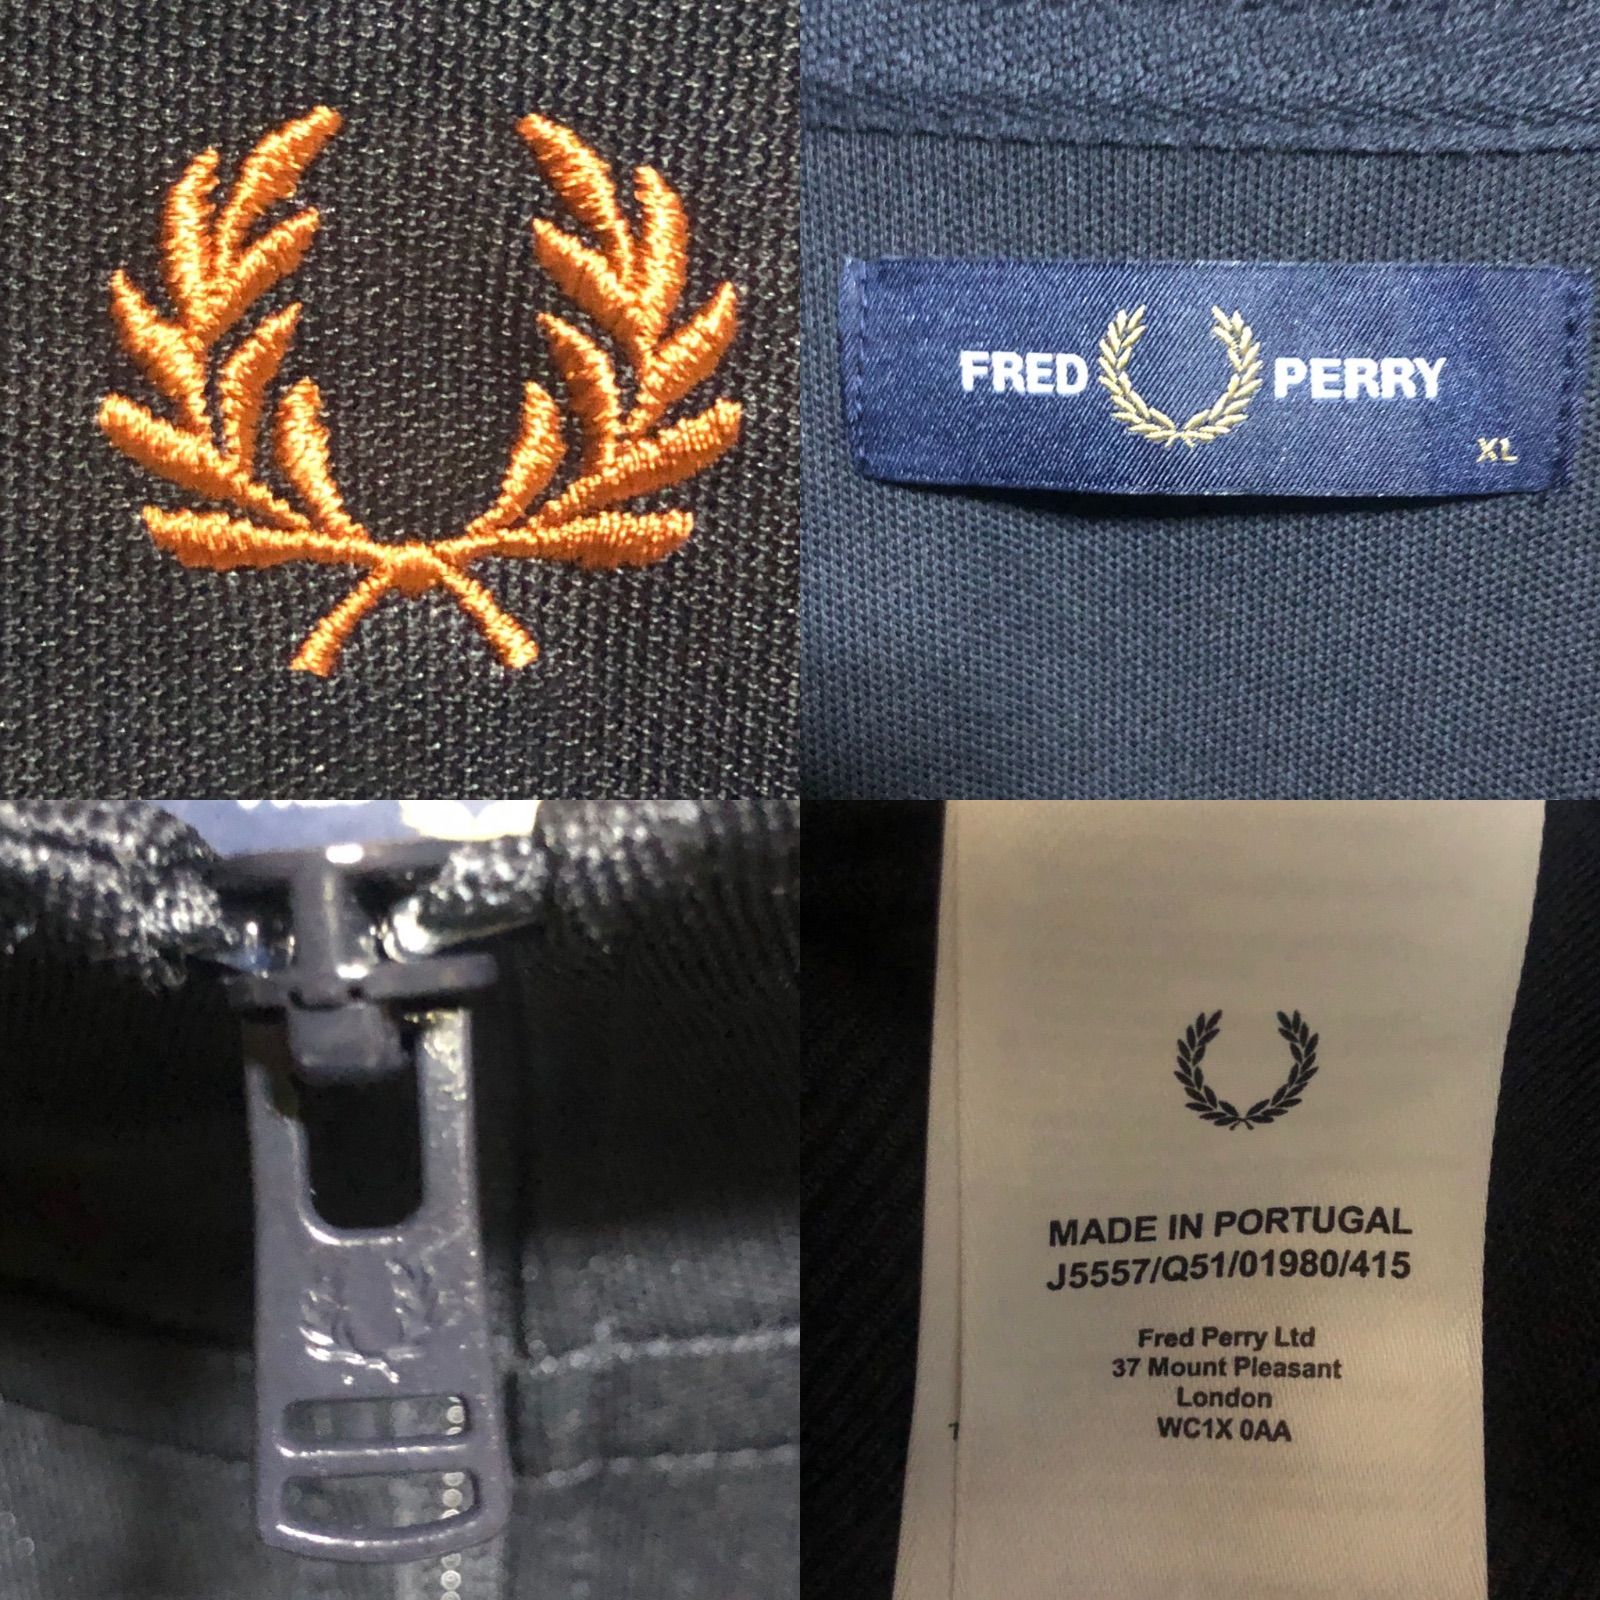 FRED PERRY
XL
MADE IN PORTUGAL
J5557/Q51/01980/415
Fred Perry Ltd
37 Mount Pleasant
London
WC1X 0AA